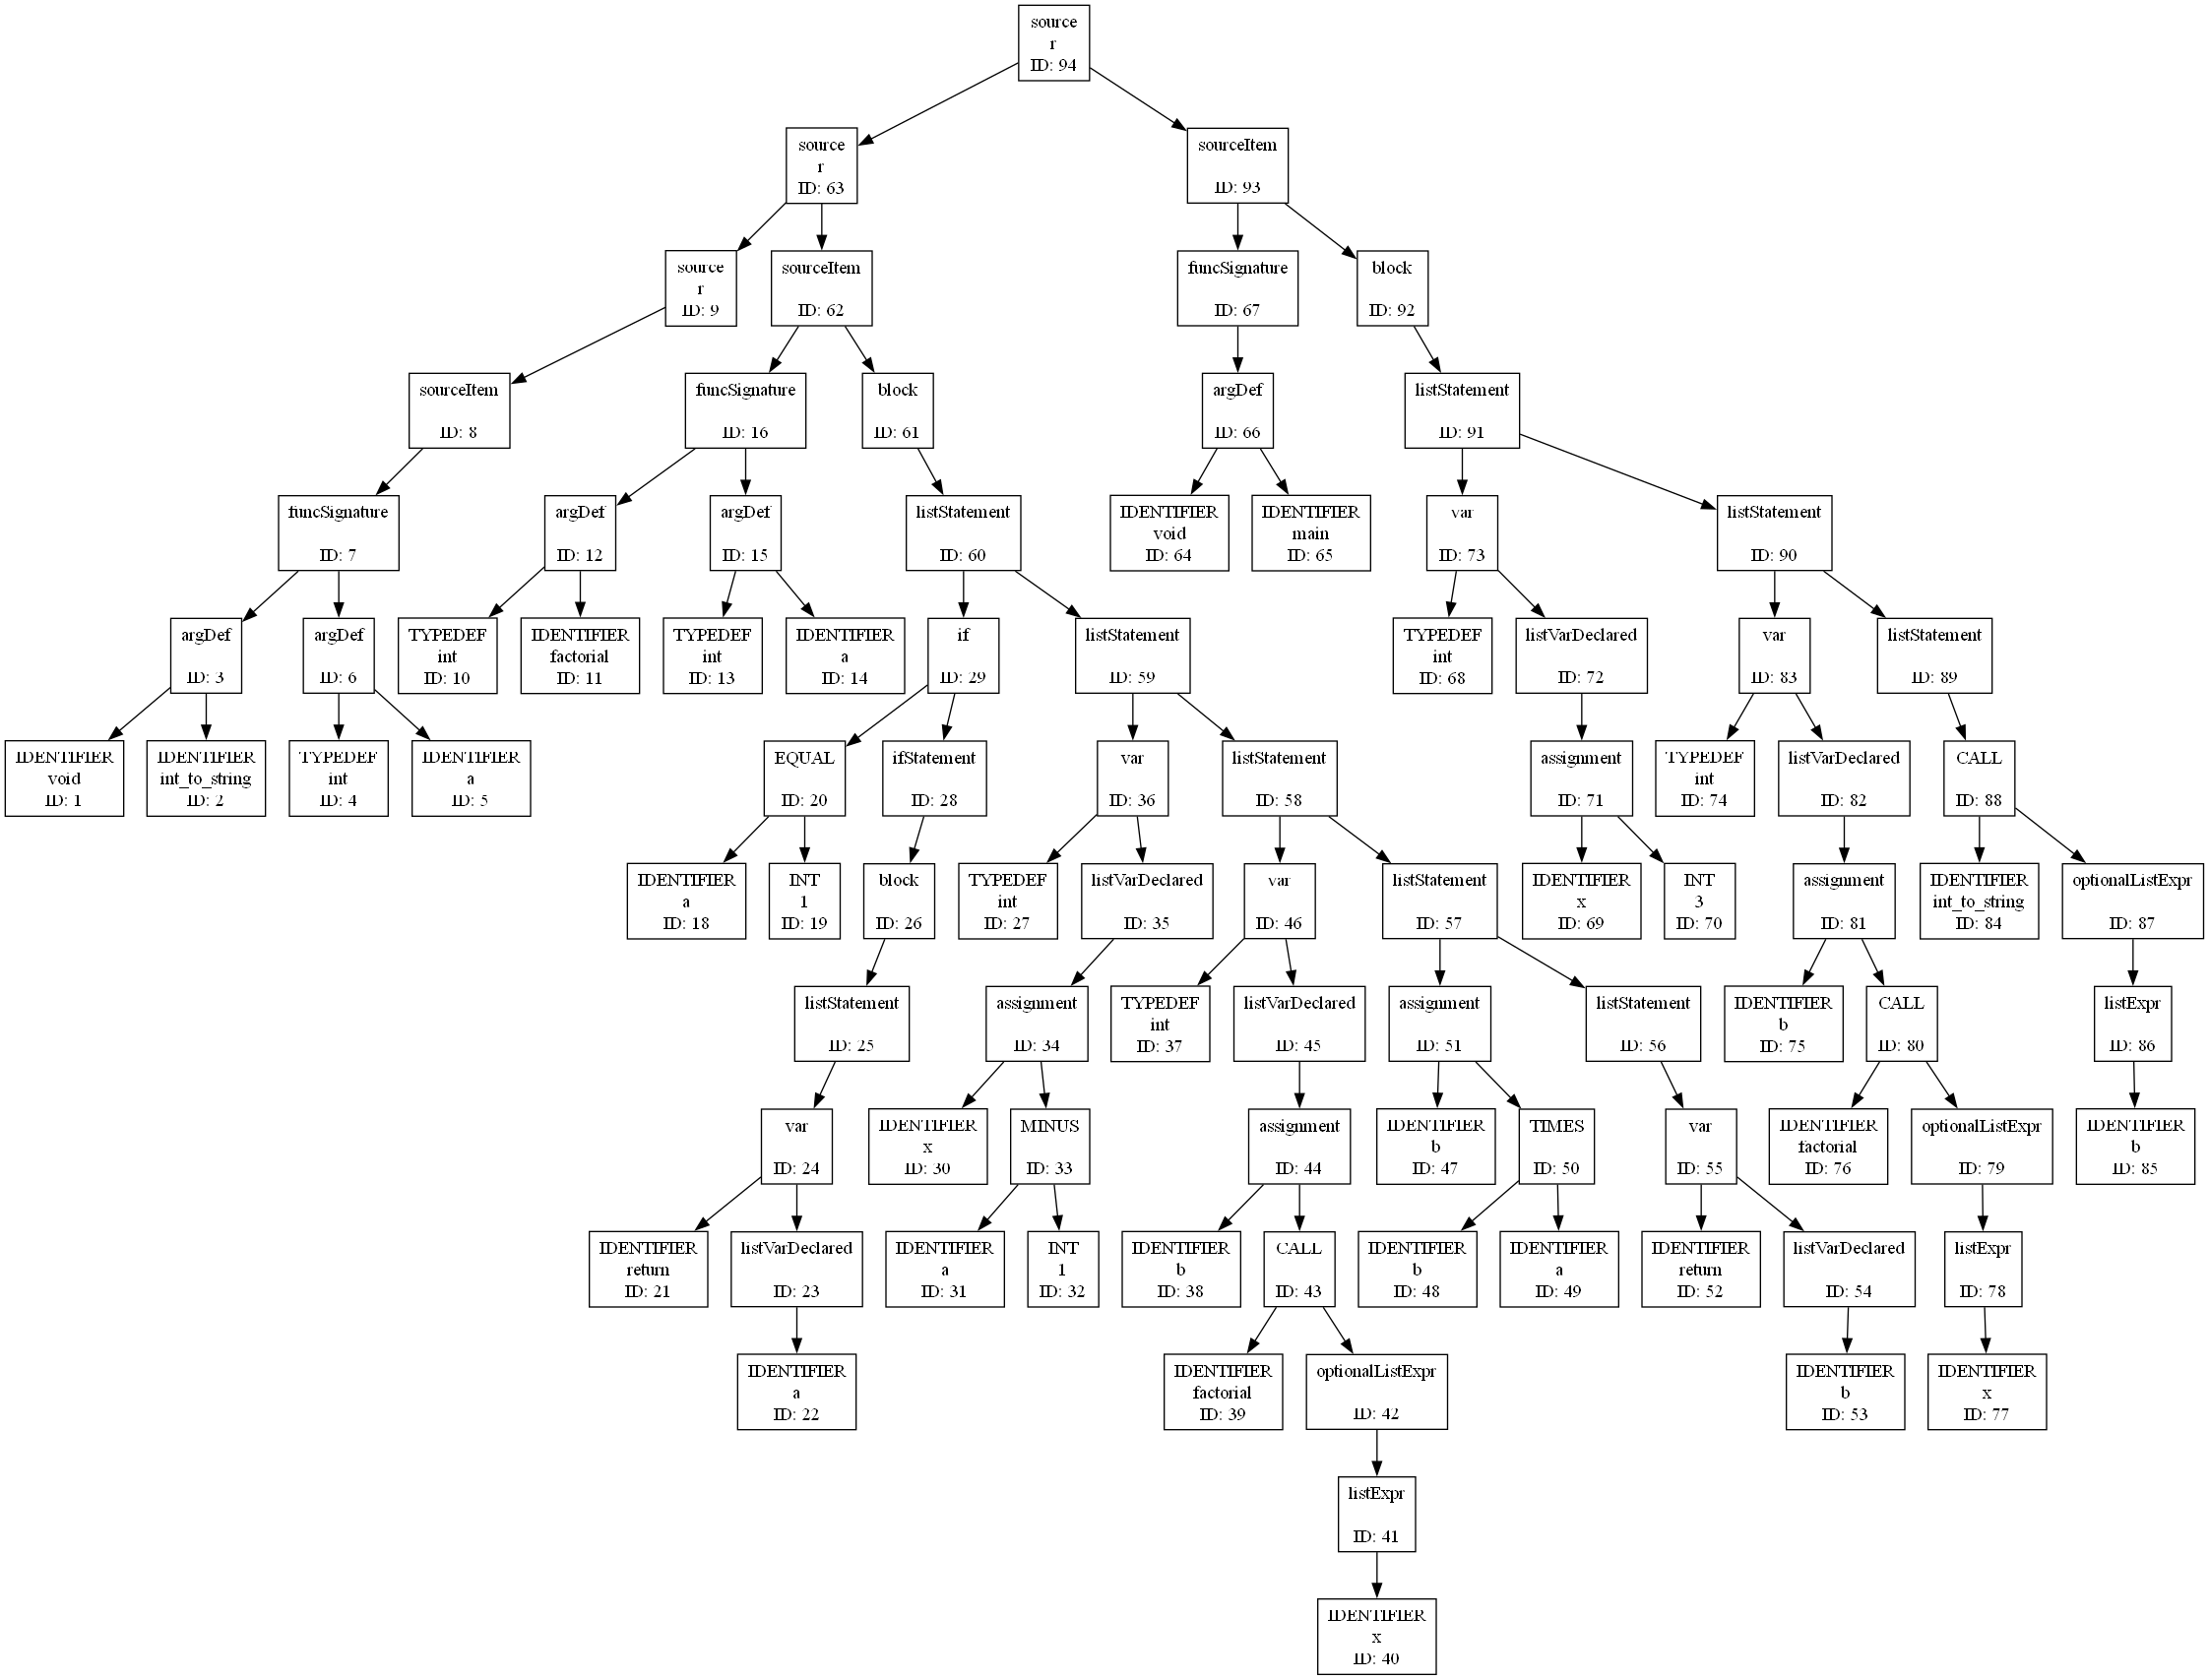 source
r
ID: 94
source
r
ID: 63
sourceItem
ID: 93
source
r
ID: 9
sourceItem
ID: 62
funcSignature
ID: 67
block
ID: 92
sourceItem
ID: 8
funcSignature
ID: 16
block
ID: 61
argDef
ID: 66
listStatement
ID: 91
funcSignature
ID: 7
argDef
ID: 12
argDef
ID: 15
listStatement
ID: 60
IDENTIFIER
void
ID: 64
IDENTIFIER
main
ID: 65
var
ID: 73
listStatement
ID: 90
argDef
ID: 3
argDef
ID: 6
TYPEDEF
int
ID: 10
IDENTIFIER
factorial
ID: 11
TYPEDEF
int
ID: 13
IDENTIFIER
a
ID: 14
if
ID: 29
listStatement
ID: 59
TYPEDEF
int
ID: 68
listVarDeclared
ID: 72
var
ID: 83
listStatement
ID: 89
IDENTIFIER
void
ID: 1
IDENTIFIER
int_to_string
ID: 2
TYPEDEF
int
ID: 4
IDENTIFIER
a
ID: 5
EQUAL
ID: 20
ifStatement
ID: 28
var
ID: 36
listStatement
ID: 58
assignment
ID: 71
TYPEDEF
int
ID: 74
listVarDeclared
ID: 82
CALL
ID: 88
IDENTIFIER
a
ID: 18
INT
1
ID: 19
block
ID: 26
TYPEDEF
int
ID: 27
listVarDeclared
ID: 35
var
ID: 46
listStatement
ID: 57
IDENTIFIER
x
ID: 69
INT
3
ID: 70
assignment
ID: 81
IDENTIFIER
int_to_string
ID: 84
optionalListExpr
ID: 87
listStatement
ID: 25
assignment
ID: 34
TYPEDEF
int
ID: 37
listVarDeclared
ID: 45
assignment
ID: 51
listStatement
ID: 56
IDENTIFIER
b
ID: 75
CALL
ID: 80
listExpr
ID: 86
var
ID: 24
IDENTIFIER
x
ID: 30
MINUS
ID: 33
assignment
ID: 44
IDENTIFIER
b
ID: 47
TIMES
ID: 50
var
ID: 55
IDENTIFIER
factorial
ID: 76
optionalListExpr
ID: 79
IDENTIFIER
b
ID: 85
IDENTIFIER
return
ID: 21
listVarDeclared
ID: 23
IDENTIFIER
a
ID: 31
INT
1
ID: 32
IDENTIFIER
b
ID: 38
CALL
ID: 43
IDENTIFIER
b
ID: 48
IDENTIFIER
a
ID: 49
IDENTIFIER
return
ID: 52
listVarDeclared
ID: 54
listExpr
ID: 78
IDENTIFIER
a
ID: 22
IDENTIFIER
factorial
ID: 39
optionalListExpr
ID: 42
IDENTIFIER
b
ID: 53
IDENTIFIER
x
ID: 77
listExpr
ID: 41
IDENTIFIER
x
ID: 40